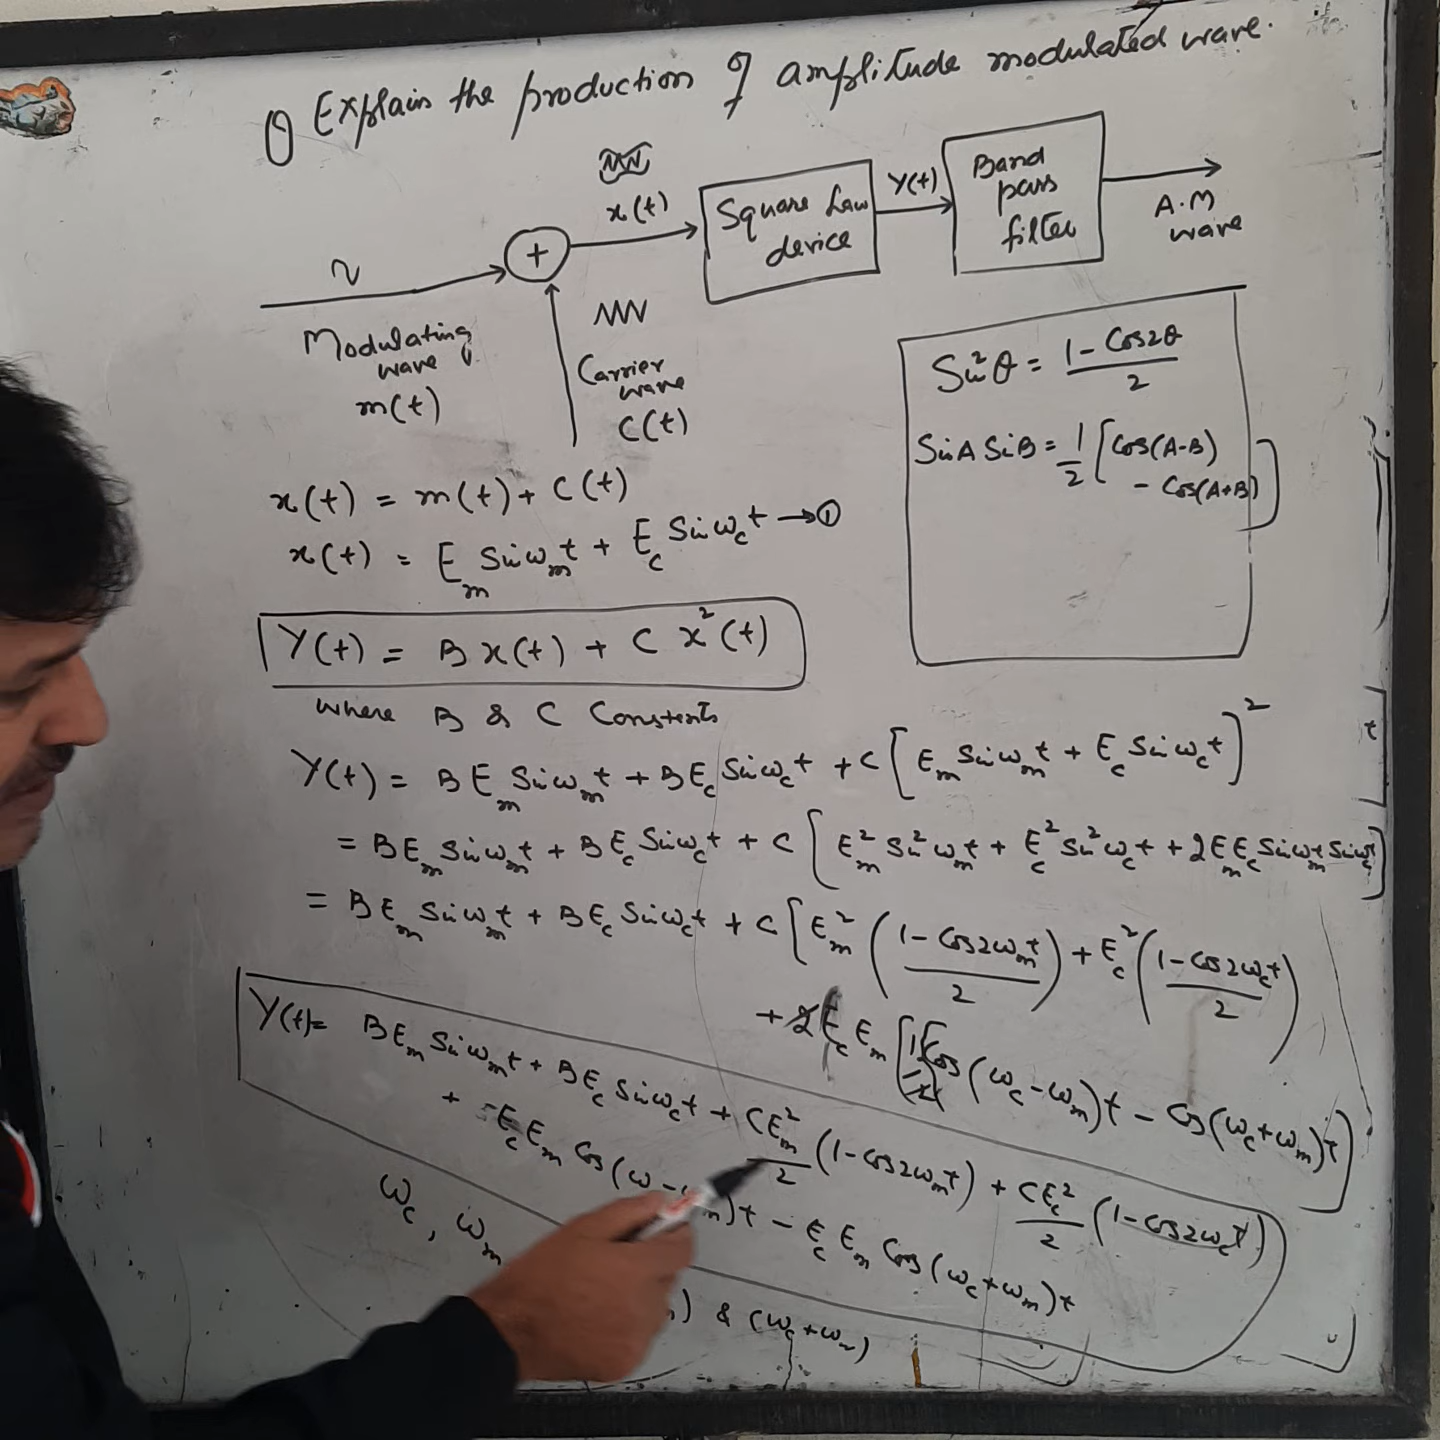 Q Explain the production of amplitude modulated wave.
x(t)
Square Law device
Y(t)
Band pass filter
A.M wave
+
Modulating wave
m(t)
Carrier wave
C(t)
Sin²θ = (1 - Cos2θ)/2
SinA SinB = 1/2 [Cos(A-B)
- Cos(A+B)]
x(t) = m(t) + C(t)
x(t) = E_m Sinω_m t + E_c Sinω_c t → ①
Y(t) = B x(t) + C x²(t)
where B & C Constents
Y(t) = BE_m Sinω_m t + BE_c Sinω_c t + C [E_m Sinω_m t + E_c Sinω_c t]²
= BE_m Sinω_m t + BE_c Sinω_c t + C [E_m² Sin²ω_m t + E_c² Sin²ω_c t + 2E_m E_c Sinω_m t Sinω_c t]
= BE_m Sinω_m t + BE_c Sinω_c t + C [E_m² ((1 - Cos2ω_m t)/2) + E_c² ((1 - Cos2ω_c t)/2)
+ 2E_c E_m [1/2 Cos(ω_c - ω_m)t - Cos(ω_c + ω_m)t]
Y(t) = BE_m Sinω_m t + BE_c Sinω_c t + CE_m²/2 (1 - Cos2ω_m t) + CE_c²/2 (1 - Cos2ω_c t)
+ E_c E_m Cos(ω - m)t - E_c E_m Cos(ω_c + ω_m)t
ω_c, ω_m
) & (ω_c + ω_m)